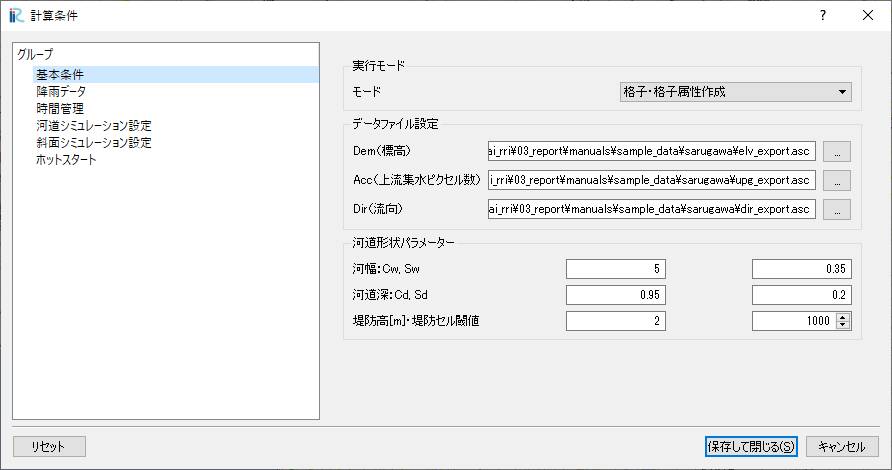 計算条件
グループ
基本条件
降雨データ
時間管理
河道シミュレーション設定
斜面シミュレーション設定
ホットスタート
実行モード
モード 格子・格子属性作成
データファイル設定
Dem(標高) ai_rri¥03_report¥manuals¥sample_data¥sarugawa¥elv_export.asc ...
Acc(上流集水ピクセル数) i_rri¥03_report¥manuals¥sample_data¥sarugawa¥upg_export.asc ...
Dir(流向) ai_rri¥03_report¥manuals¥sample_data¥sarugawa¥dir_export.asc ...
河道形状パラメーター
河幅:Cw, Sw 5 0.35
河道深:Cd, Sd 0.95 0.2
堤防高[m]・堤防セル閾値 2 1000
リセット 保存して閉じる(S) キャンセル